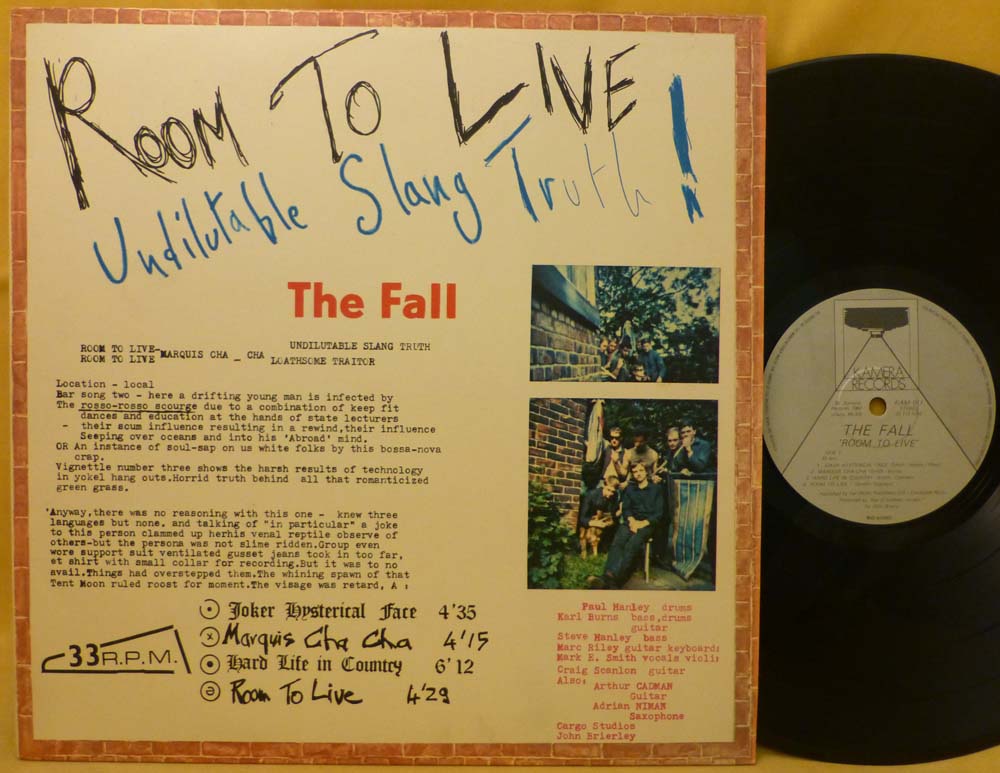 ROOM TO LIVE
Undilutable Slang Truth!
The Fall
ROOM TO LIVE- UNDILUTABLE SLANG TRUTH
ROOM TO LIVE MARQUIS CHA _ CHA LOATHSOME TRAITOR
Location - local
Bar song two - here a drifting young man is infected by
The rosso-rosso scourge due to a combination of keep fit
dances and education at the hands of state lecturers
- their scum influence resulting in a rewind,their influence
Seeping over oceans and into his 'Abroad' mind.
OR An instance of soul-sap on us white folks by this bossa-nova
crap.
Vignettle number three shows the harsh results of technology
in yokel hang outs.Horrid truth behind all that romanticized
green grass.
'Anyway,there was no reasoning with this one - knew three
languages but none. and talking of "in particular" a joke
to this person clammed up herhis venal reptile observe of
others-but the persona was not slime ridden.Group even
wore support suit ventilated gusset jeans took in too far,
et shirt with small collar for recording.But it was to no
avail.Things had overstepped them.The whining spawn of that
Tent Moon ruled roost for moment.The visage was retard, A :
Joker Hysterical Face 4'35
Marquis Cha Cha 4'15
Hard Life in Country 6'12
Room To Live 4'29
33 R.P.M.
Paul Hanley drums
Karl Burns bass,drums
guitar
Steve Hanley bass
Marc Riley guitar keyboard:
Mark E. Smith vocals violi:
Craig Scanlon guitar
Also:
Arthur CADMAN
Guitar
Adrian NIMAN
Saxophone
Cargo Studios
John Brierley
KAMERA
RECORDS
THE FALL
"ROOM TO LIVE"